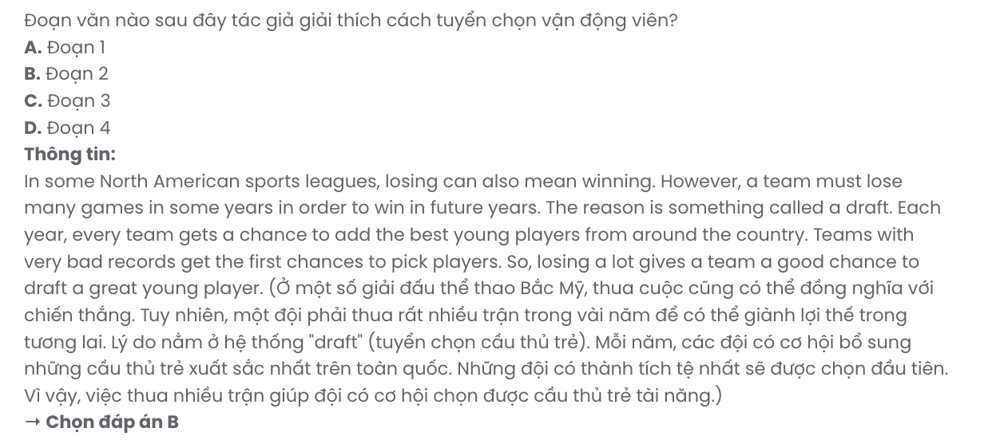 Đoạn văn nào sau đây tác giả giải thích cách tuyển chọn vận động viên?
A. Đoạn 1
B. Đoạn 2
C. Đoạn 3
D. Đoạn 4
Thông tin:
In some North American sports leagues, losing can also mean winning. However, a team must lose
many games in some years in order to win in future years. The reason is something called a draft. Each
year, every team gets a chance to add the best young players from around the country. Teams with
very bad records get the first chances to pick players. So, losing a lot gives a team a good chance to
draft a great young player. (Ở một số giải đấu thể thao Bắc Mỹ, thua cuộc cũng có thể đồng nghĩa với
chiến thắng. Tuy nhiên, một đội phải thua rất nhiều trận trong vài năm để có thể giành lợi thế trong
tương lai. Lý do nằm ở hệ thống "draft" (tuyển chọn cầu thủ trẻ). Mỗi năm, các đội có cơ hội bổ sung
những cầu thủ trẻ xuất sắc nhất trên toàn quốc. Những đội có thành tích tệ nhất sẽ được chọn đầu tiên.
Vì vậy, việc thua nhiều trận giúp đội có cơ hội chọn được cầu thủ trẻ tài năng.)
→ Chọn đáp án B